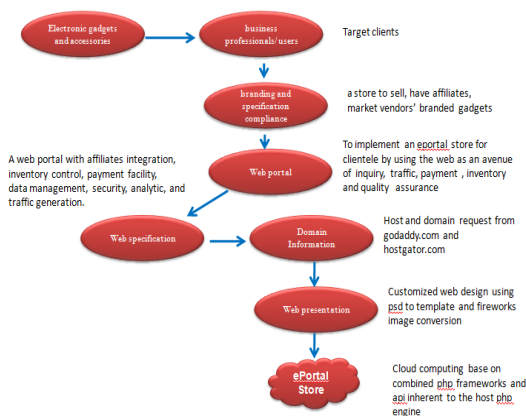 Electronic gadgets
and accessories
business
professionals/users
Target clients
branding and
specification
compliance
a store to sell, have affiliates,
market vendors' branded gadgets
Web portal
To implement an eportal store for
clientele by using the web as an avenue
of inquiry, traffic, payment , inventory
and quality assurance
A web portal with affiliates integration,
inventory control, payment facility,
data management, security, analytic, and
traffic generation.
Web specification
Domain
Information
Host and domain request from
godaddy.com and
hostgator.com
Web presentation
Customized web design using
psd to template and fireworks
image conversion
ePortal
Store
Cloud computing base on
combined php frameworks and
api inherent to the host php
engine